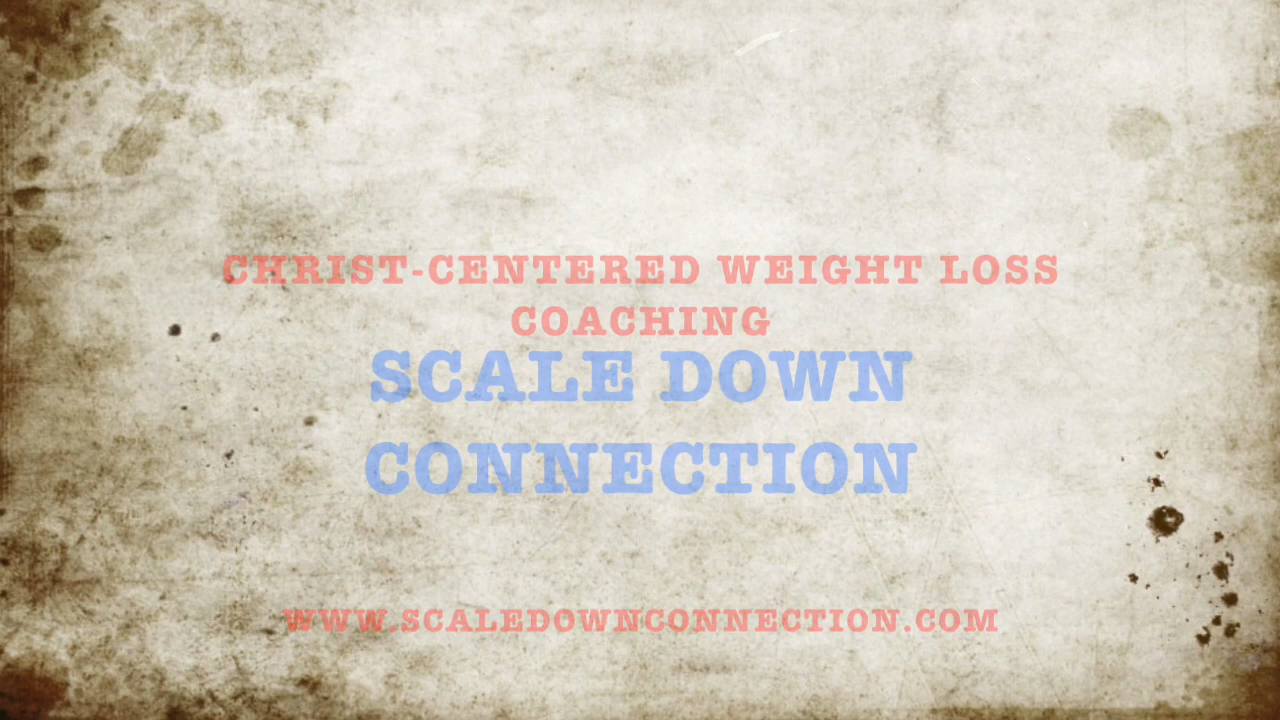 CHRIST-CENTERED WEIGHT LOSS
COACHING
SCALE DOWN
CONNECTION
WWW.SCALEDOWNCONNECTION.COM